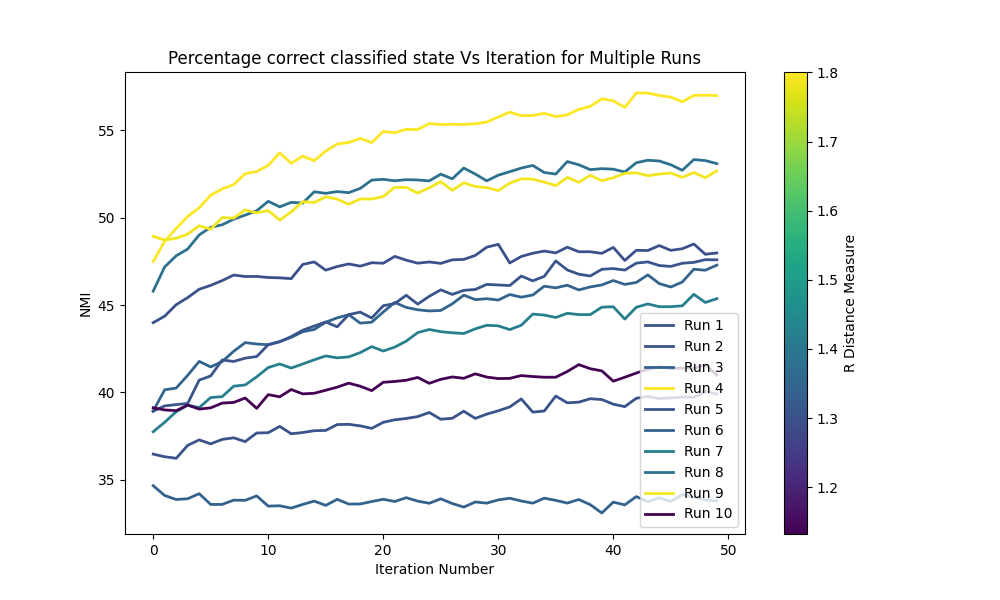 Percentage correct classified state Vs Iteration for Multiple Runs
NMI
55
50
45
40
35
0
10
20
30
40
50
Iteration Number
Run 1
Run 2
Run 3
Run 4
Run 5
Run 6
Run 7
Run 8
Run 9
Run 10
1.8
1.7
1.6
1.5
1.4
1.3
1.2
R Distance Measure